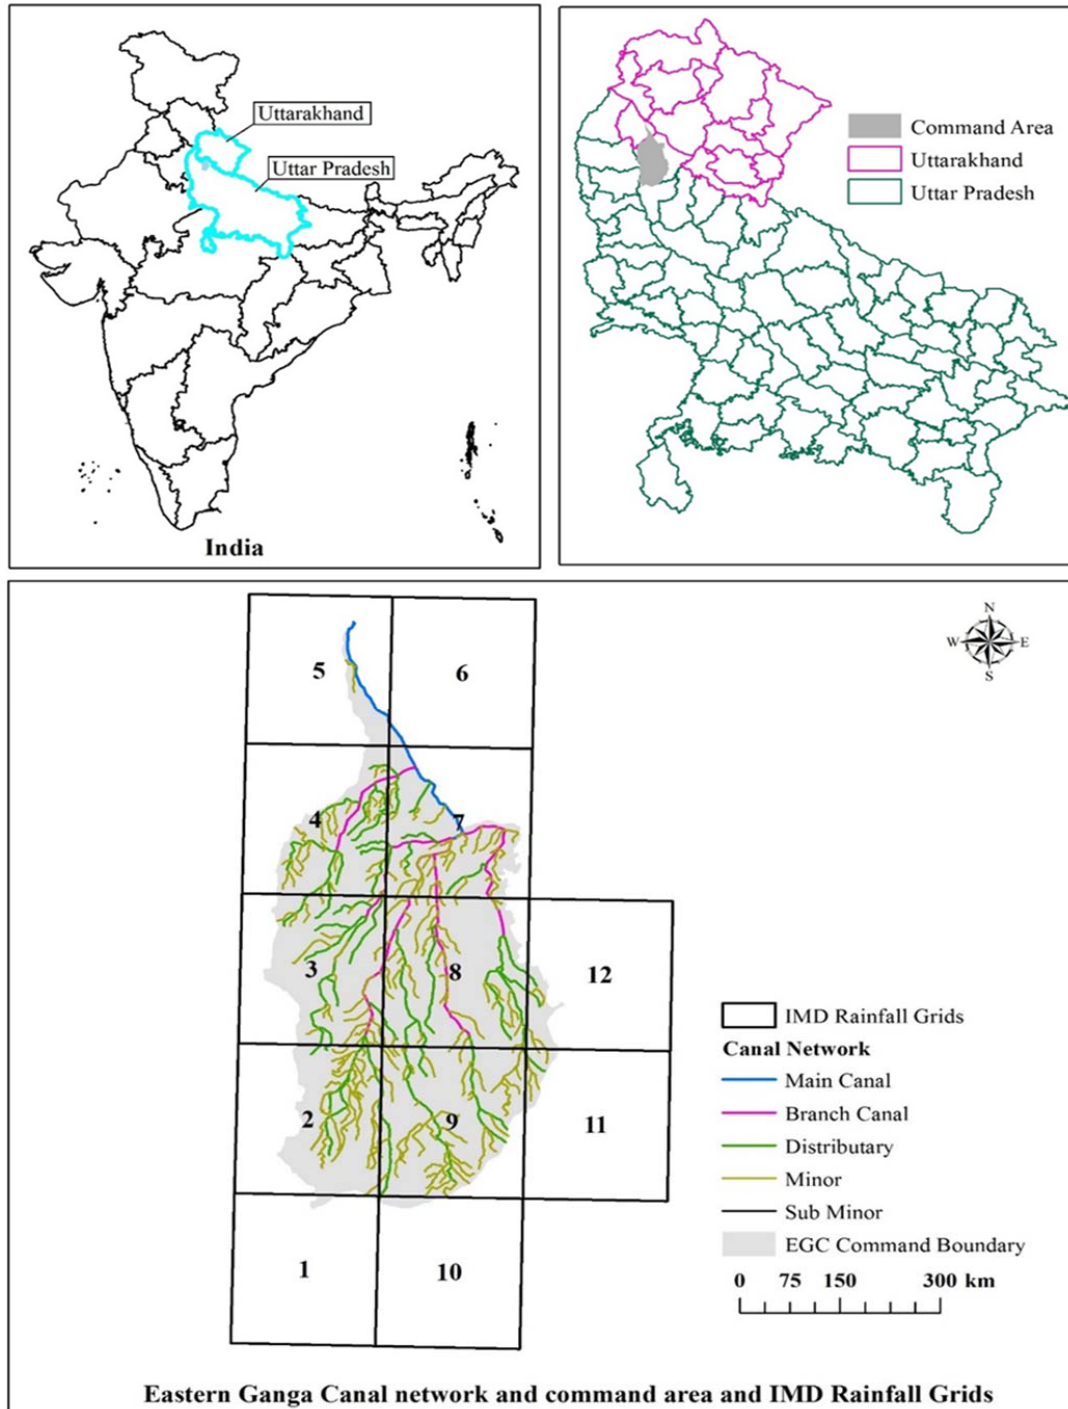 Uttarakhand
Uttar Pradesh
India
Command Area
Uttarakhand
Uttar Pradesh
N
W E
S
5 6
4 7
3 8 12
2 9 11
1 10
IMD Rainfall Grids
Canal Network
Main Canal
Branch Canal
Distributary
Minor
Sub Minor
EGC Command Boundary
0 75 150 300 km
Eastern Ganga Canal network and command area and IMD Rainfall Grids